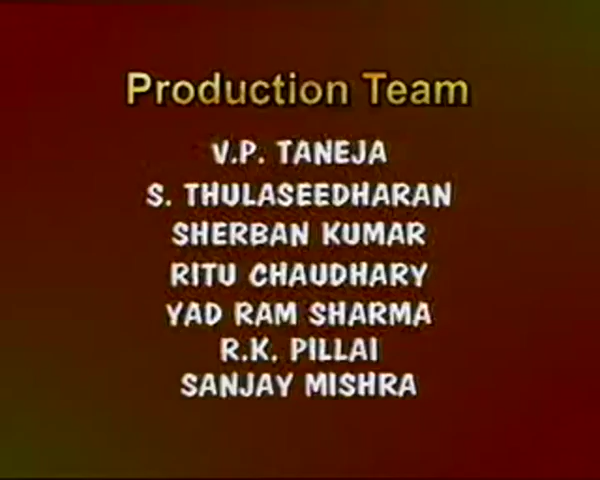 Production Team
V.P. TANEJA
S. THULASEEDHARAN
SHERBAN KUMAR
RITU CHAUDHARY
YAD RAM SHARMA
R.K. PILLAI
SANJAY MISHRA